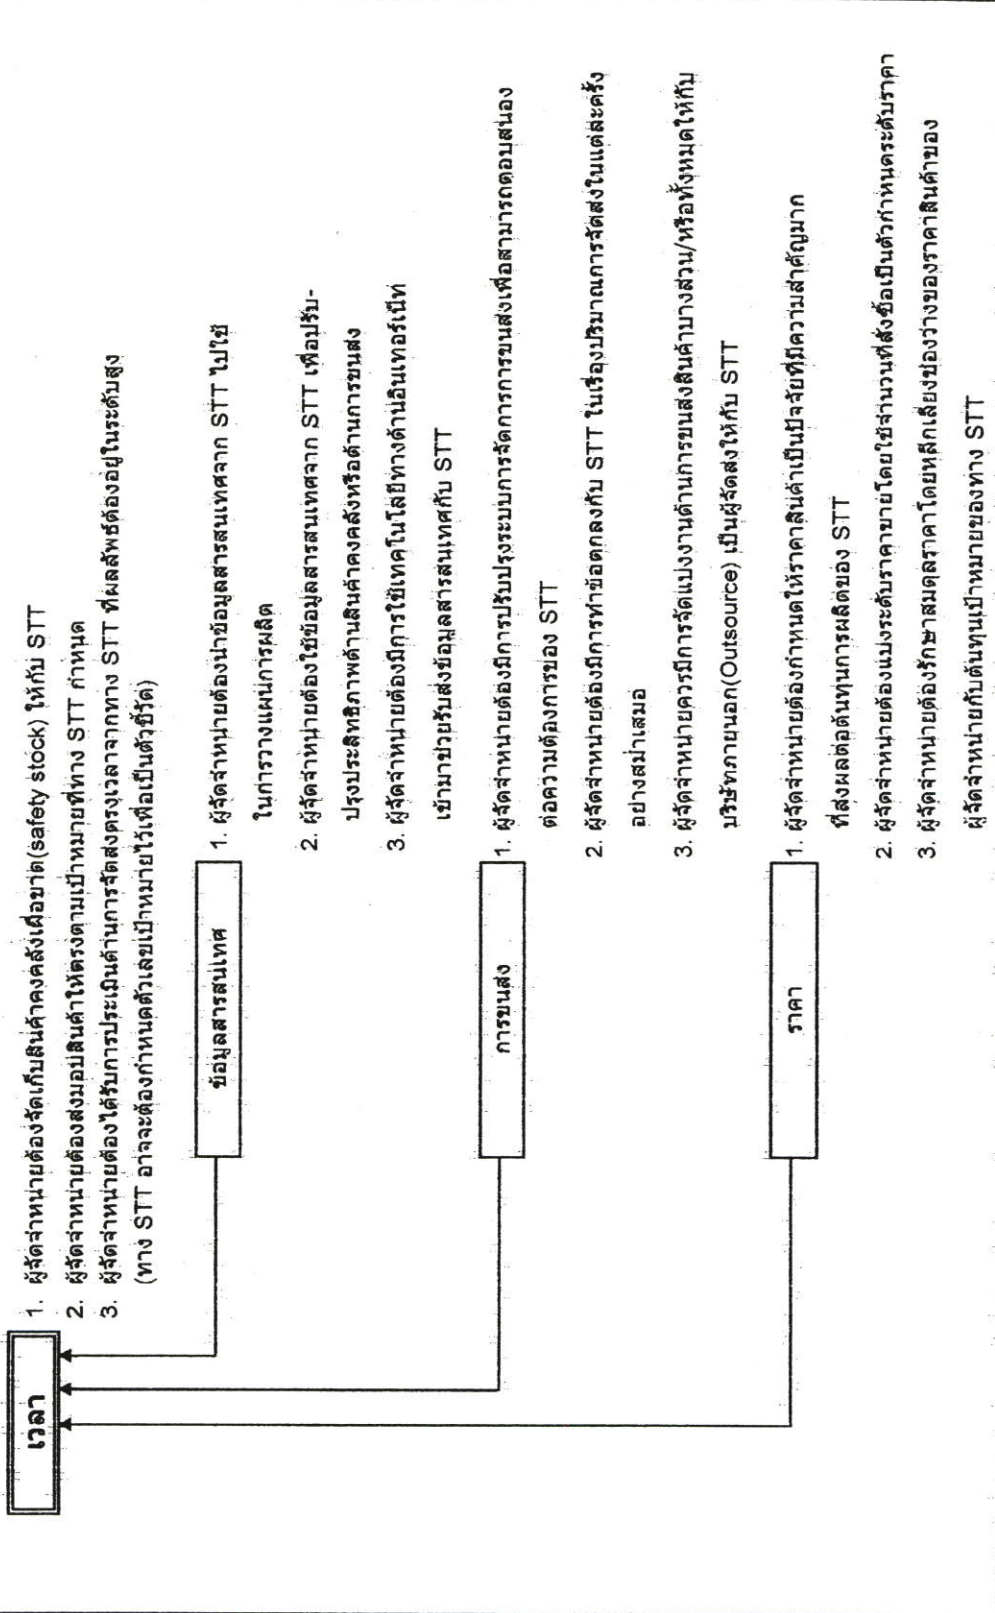 เวลา
1. ผู้จัดจำหน่ายต้องจัดเก็บสินค้าคงคลังเผื่อขาด(safety stock) ให้กับ STT
2. ผู้จัดจำหน่ายต้องส่งมอบสินค้าให้ตรงตามเป้าหมายที่ทาง STT กำหนด
3. ผู้จัดจำหน่ายต้องได้รับการประเมินด้านการจัดส่งตรงเวลาจากทาง STT ที่ผลลัพธ์ต้องอยู่ในระดับสูง
(ทาง STT อาจจะต้องกำหนดตัวเลขเป้าหมายไว้เพื่อเป็นตัวชี้วัด)
ข้อมูลสารสนเทศ
1. ผู้จัดจำหน่ายต้องนำข้อมูลสารสนเทศจาก STT ไปใช้
ในการวางแผนการผลิต
2. ผู้จัดจำหน่ายต้องใช้ข้อมูลสารสนเทศจาก STT เพื่อปรับ-
ปรุงประสิทธิภาพด้านสินค้าคงคลังหรือด้านการขนส่ง
3. ผู้จัดจำหน่ายต้องมีการใช้เทคโนโลยีทางด้านอินเทอร์เน็ท
เข้ามาช่วยรับส่งข้อมูลสารสนเทศกับ STT
การขนส่ง
1. ผู้จัดจำหน่ายต้องมีการปรับปรุงระบบการจัดการการขนส่งเพื่อสามารถตอบสนอง
ต่อความต้องการของ STT
2. ผู้จัดจำหน่ายต้องมีการทำข้อตกลงกับ STT ในเรื่องปริมาณการจัดส่งในแต่ละครั้ง
อย่างสม่ำเสมอ
3. ผู้จัดจำหน่ายควรมีการจัดแบ่งงานด้านการขนส่งสินค้าบางส่วน/หรือทั้งหมดให้กับ
บริษัทภายนอก(Outsource) เป็นผู้จัดส่งให้กับ STT
ราคา
1. ผู้จัดจำหน่ายต้องกำหนดให้ราคาสินค้าเป็นปัจจัยที่มีความสำคัญมาก
ที่ส่งผลต่อต้นทุนการผลิตของ STT
2. ผู้จัดจำหน่ายต้องแบ่งระดับราคาขายโดยใช้จำนวนที่สั่งซื้อเป็นตัวกำหนดระดับราคา
3. ผู้จัดจำหน่ายต้องรักษาสมดุลราคาโดยหลีกเลี่ยงช่องว่างของราคาสินค้าของ
ผู้จัดจำหน่ายกับต้นทุนเป้าหมายของทาง STT